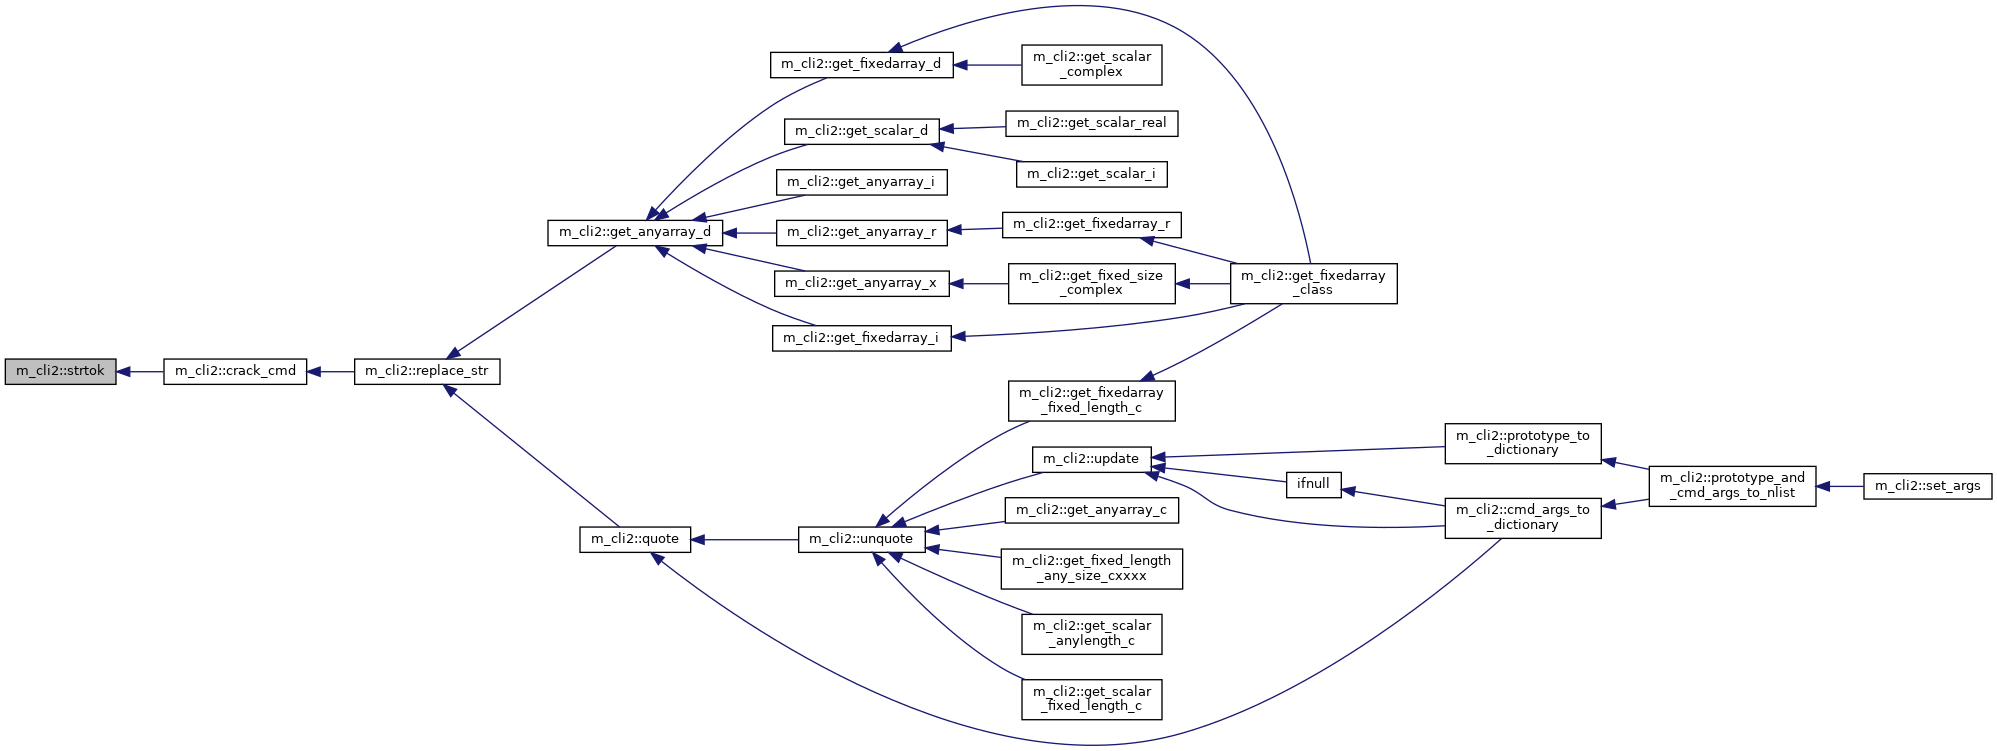 m_cli2::get_fixedarray_d
m_cli2::get_scalar
_complex
m_cli2::get_scalar_d
m_cli2::get_scalar_real
m_cli2::get_scalar_i
m_cli2::get_anyarray_i
m_cli2::get_anyarray_d
m_cli2::get_anyarray_r
m_cli2::get_fixedarray_r
m_cli2::get_anyarray_x
m_cli2::get_fixed_size
_complex
m_cli2::get_fixedarray
_class
m_cli2::get_fixedarray_i
m_cli2::strtok
m_cli2::crack_cmd
m_cli2::replace_str
m_cli2::get_fixedarray
_fixed_length_c
m_cli2::update
m_cli2::prototype_to
_dictionary
ifnull
m_cli2::prototype_and
_cmd_args_to_nlist
m_cli2::set_args
m_cli2::get_anyarray_c
m_cli2::cmd_args_to
_dictionary
m_cli2::quote
m_cli2::unquote
m_cli2::get_fixed_length
_any_size_cxxxx
m_cli2::get_scalar
_anylength_c
m_cli2::get_scalar
_fixed_length_c